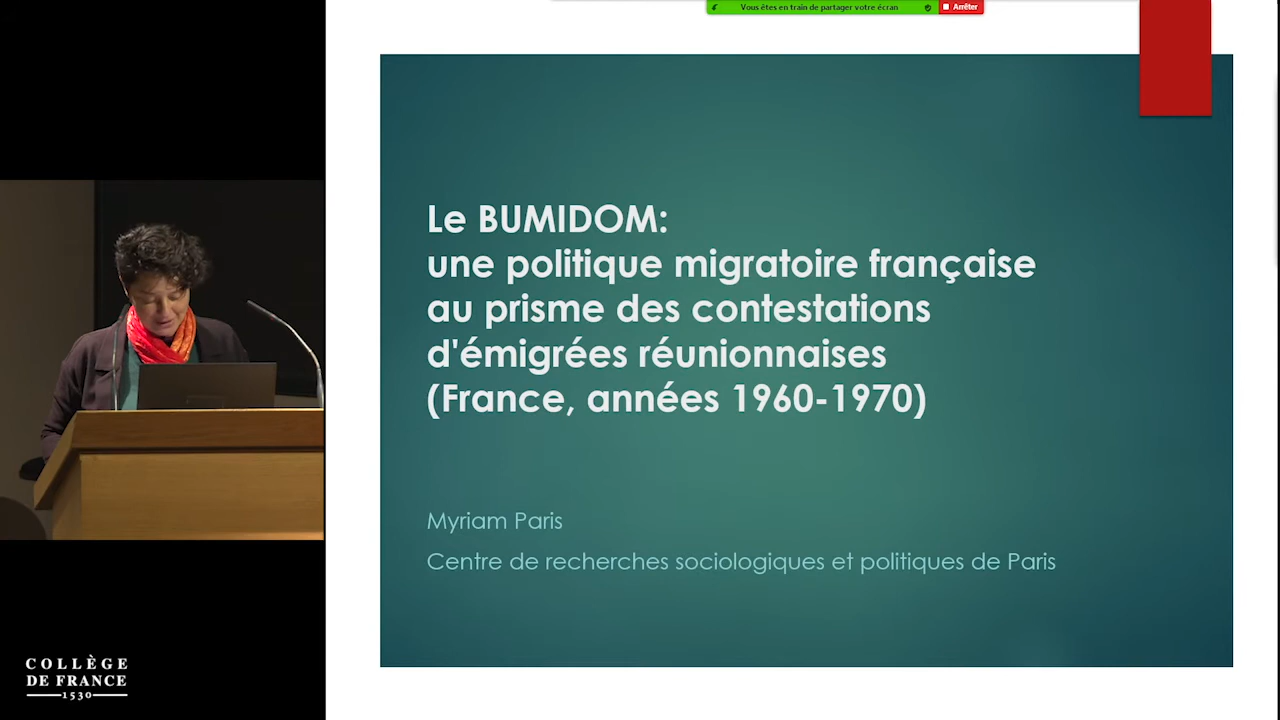 Vous êtes en train de partager votre écran
Arrêter
Le BUMIDOM:
une politique migratoire française
au prisme des contestations
d'émigrées réunionnaises
(France, années 1960-1970)
Myriam Paris
Centre de recherches sociologiques et politiques de Paris
COLLÈGE
DE FRANCE
1530